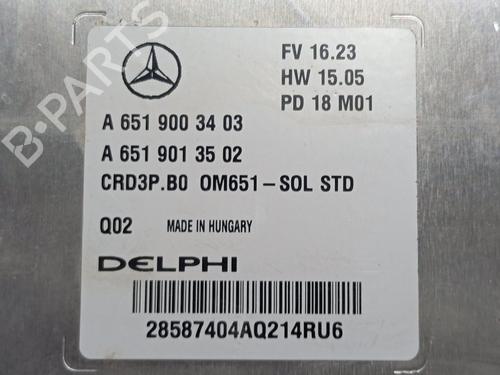 B-PARTS
FV 16.23
HW 15.05
PD 18 M01
A 651 900 34 03
A 651 901 35 02
CRD3P.B0 OM651-SOL STD
Q02 MADE IN HUNGARY
DELPHI
28587404AQ214RU6